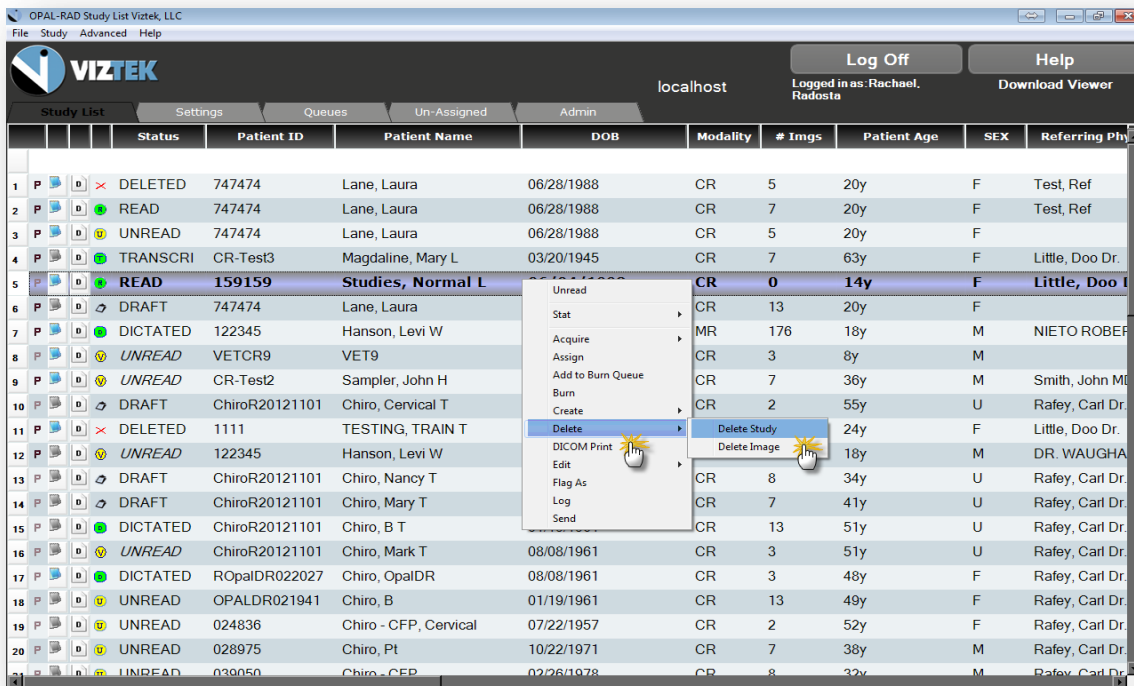 OPAL-RAD Study List Viztek, LLC
File Study Advanced Help
VIZTEK
localhost
Log Off
Logged in as: Rachael, Radosta
Help
Download Viewer
Study List Settings Queues Un-Assigned Admin
Status Patient ID Patient Name DOB Modality # Imgs Patient Age SEX Referring Phy
1 P D DELETED 747474 Lane, Laura 06/28/1988 CR 5 20y F Test, Ref
2 P D R READ 747474 Lane, Laura 06/28/1988 CR 7 20y F Test, Ref
3 P D U UNREAD 747474 Lane, Laura 06/28/1988 CR 5 20y F
4 P D T TRANSCRI CR-Test3 Magdaline, Mary L 03/20/1945 CR 7 63y F Little, Doo Dr.
5 P D R READ 159159 Studies, Normal L CR 0 14y F Little, Doo
6 P D DRAFT 747474 Lane, Laura CR 13 20y F
7 P D D DICTATED 122345 Hanson, Levi W MR 176 18y M NIETO ROBER
8 P D V UNREAD VETCR9 VET9 CR 3 8y M
9 P D V UNREAD CR-Test2 Sampler, John H CR 7 36y M Smith, John MD
10 P D DRAFT ChiroR20121101 Chiro, Cervical T CR 2 55y U Rafey, Carl Dr.
11 P D DELETED 1111 TESTING, TRAIN T 24y F Little, Doo Dr.
12 P D V UNREAD 122345 Hanson, Levi W 18y M DR. WAUGHA
13 P D DRAFT ChiroR20121101 Chiro, Nancy T CR 8 34y U Rafey, Carl Dr.
14 P D DRAFT ChiroR20121101 Chiro, Mary T CR 7 41y U Rafey, Carl Dr.
15 P D D DICTATED ChiroR20121101 Chiro, B T CR 13 51y U Rafey, Carl Dr.
16 P D V UNREAD ChiroR20121101 Chiro, Mark T 08/08/1961 CR 3 51y U Rafey, Carl Dr.
17 P D D DICTATED ROpalDR022027 Chiro, OpalDR 08/08/1961 CR 3 48y F Rafey, Carl Dr.
18 P D U UNREAD OPALDR021941 Chiro, B 01/19/1961 CR 13 49y F Rafey, Carl Dr.
19 P D U UNREAD 024836 Chiro - CFP, Cervical 07/22/1957 CR 2 52y F Rafey, Carl Dr.
20 P D U UNREAD 028975 Chiro, Pt 10/22/1971 CR 7 38y M Rafey, Carl Dr.
21 P D U UNREAD 039050 Chiro - CFP 02/26/1978 CR 8 32y M Rafey, Carl Dr.
Unread
Stat
Acquire
Assign
Add to Burn Queue
Burn
Create
Delete
DICOM Print
Edit
Flag As
Log
Send
Delete Study
Delete Image